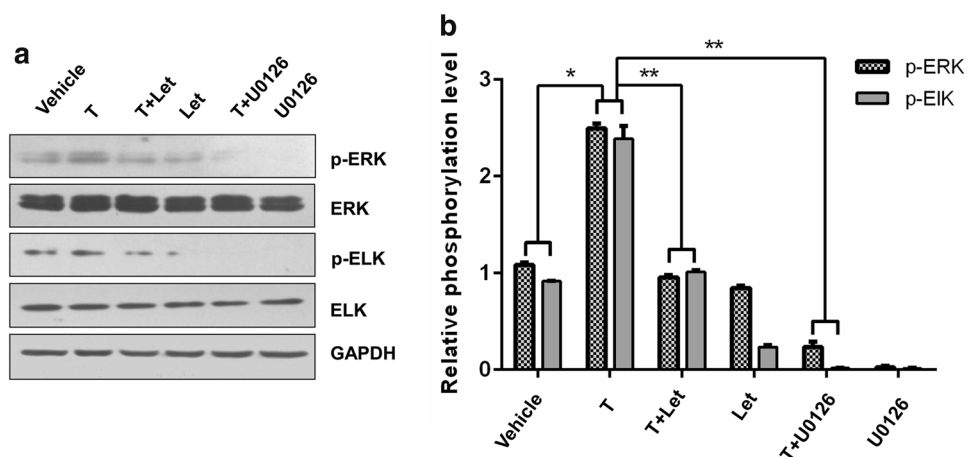 a
Vehicle
T
T+Let
Let
T+U0126
U0126
p-ERK
ERK
p-ELK
ELK
GAPDH
b
Relative phosphorylation level
3
2
1
0
*
**
**
p-ERK
p-ElK
Vehicle
T
T+Let
Let
T+U0126
U0126